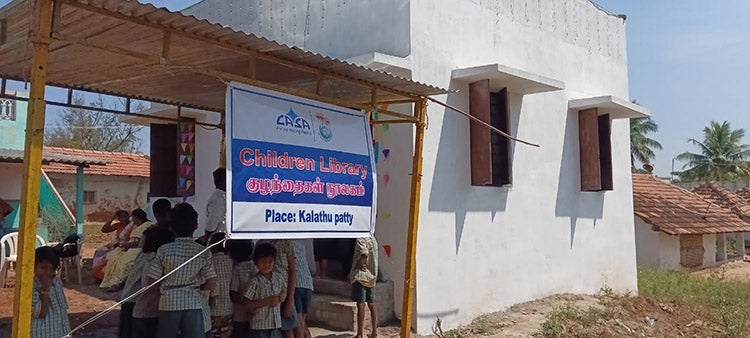 CASA
Children Library
குழந்தைகள் நூலகம்
Place: Kalathu patty